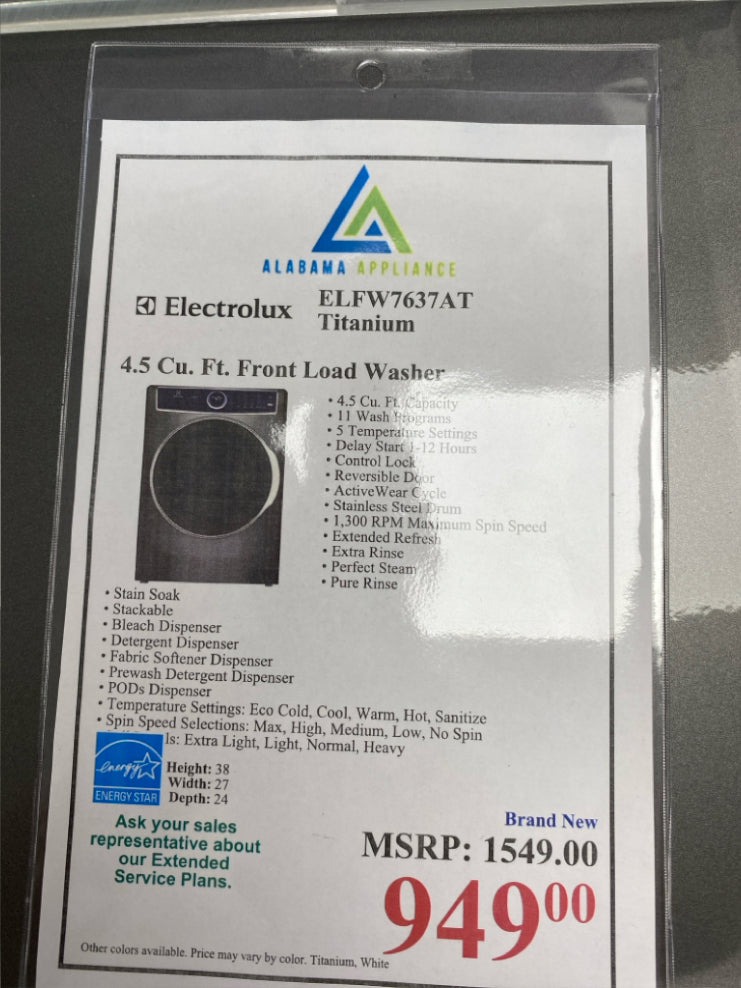 ALABAMA APPLIANCE
Electrolux
ELFW7637AT
Titanium
4.5 Cu. Ft. Front Load Washer
• 4.5 Cu. Ft. Capacity
• 11 Wash Programs
• 5 Temperature Settings
• Delay Start 1-12 Hours
• Control Lock
• Reversible Door
• ActiveWear Cycle
• Stainless Steel Drum
• 1,300 RPM Maximum Spin Speed
• Extended Refresh
• Extra Rinse
• Perfect Steam
• Pure Rinse
• Stain Soak
• Stackable
• Bleach Dispenser
• Detergent Dispenser
• Fabric Softener Dispenser
• Prewash Detergent Dispenser
• PODs Dispenser
• Temperature Settings: Eco Cold, Cool, Warm, Hot, Sanitize
• Spin Speed Selections: Max, High, Medium, Low, No Spin
ls: Extra Light, Light, Normal, Heavy
energy
ENERGY STAR
Height: 38
Width: 27
Depth: 24
Ask your sales
representative about
our Extended
Service Plans.
Brand New
MSRP: 1549.00
94900
Other colors available. Price may vary by color. Titanium, White